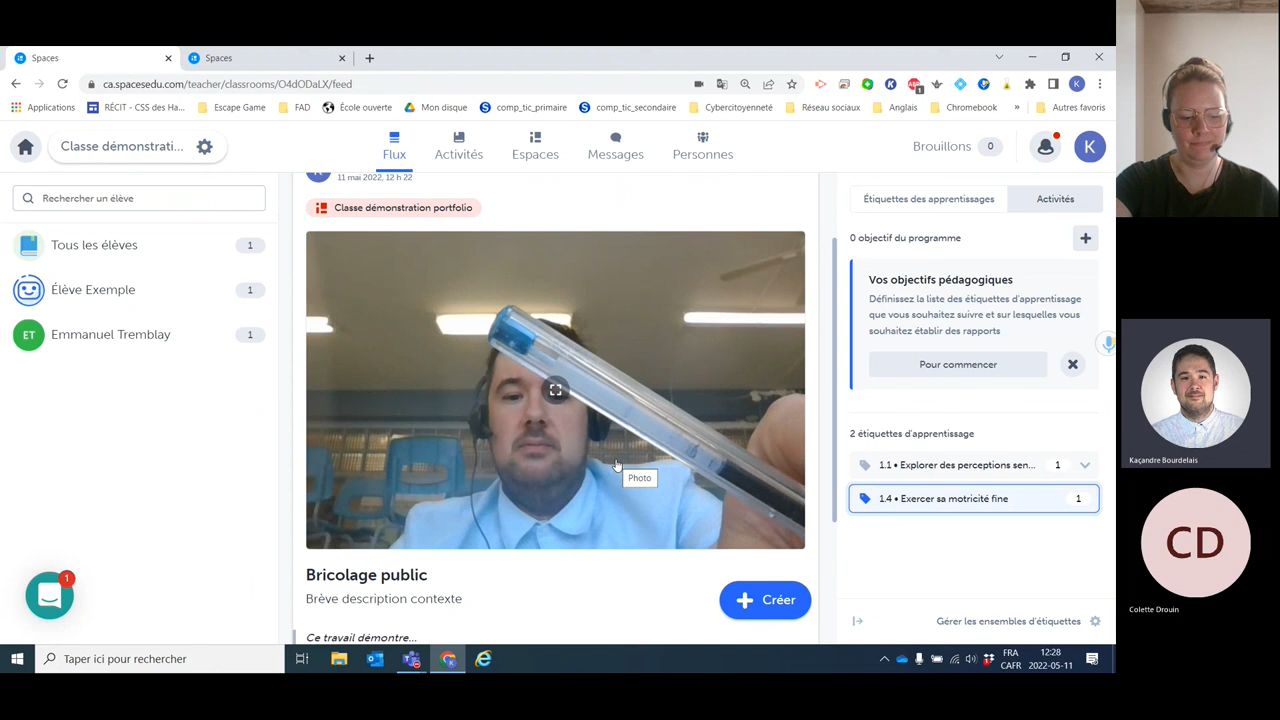 Spaces
Spaces
ca.spacesedu.com/teacher/classrooms/O4dODaLX/feed
Applications
RÉCIT - CSS des Ha...
Escape Game
FAD
École ouverte
Mon disque
comp_tic_primaire
comp_tic_secondaire
Cybercitoyenneté
Réseau sociaux
Anglais
Chromebook
»
Autres favoris
Classe démonstrati...
Flux
Activités
Espaces
Messages
Personnes
Brouillons 0
K
Rechercher un élève
Tous les élèves 1
Élève Exemple 1
ET Emmanuel Tremblay 1
11 mai 2022, 12 h 22
Classe démonstration portfolio
Photo
Bricolage public
Brève description contexte
Ce travail démontre...
Créer
Étiquettes des apprentissages
Activités
0 objectif du programme
Vos objectifs pédagogiques
Définissez la liste des étiquettes d'apprentissage
que vous souhaitez suivre et sur lesquelles vous
souhaitez établir des rapports
Pour commencer
2 étiquettes d'apprentissage
1.1 • Explorer des perceptions sen... 1
1.4 • Exercer sa motricité fine 1
Gérer les ensembles d'étiquettes
1
Taper ici pour rechercher
FRA
CAFR
12:28
2022-05-11
Kaçandre Bourdelais
CD
Colette Drouin